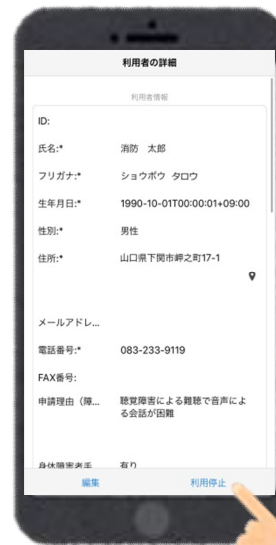 利用者の詳細
利用者情報
ID:
氏名:* 消防 太郎
フリガナ:* ショウボウ タロウ
生年月日:* 1990-10-01T00:00:01+09:00
性別:* 男性
住所:* 山口県下関市岬之町17-1
メールアドレ...
電話番号:* 083-233-9119
FAX番号:
申請理由（障... 聴覚障害による難聴で音声によ
る会話が困難
身体障害者手 有り
編集 利用停止